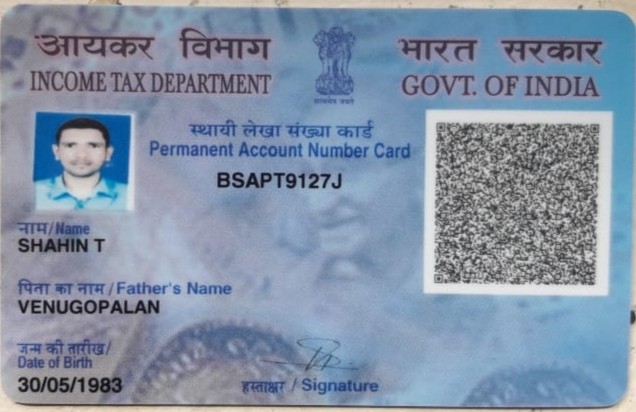 आयकर विभाग
INCOME TAX DEPARTMENT
भारत सरकार
GOVT. OF INDIA
सत्यमेव जयते
स्थायी लेखा संख्या कार्ड
Permanent Account Number Card
BSAPT9127J
नाम/Name
SHAHIN T
पिता का नाम/Father's Name
VENUGOPALAN
जन्म की तारीख/
Date of Birth
30/05/1983
हस्ताक्षर/Signature